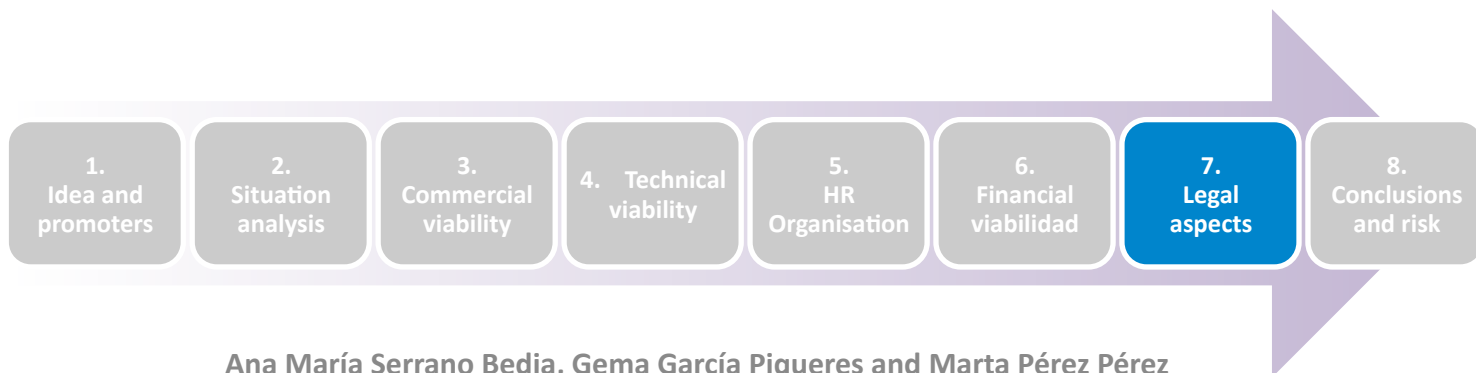 1.
Idea and
promoters
2.
Situation
analysis
3.
Commercial
viability
4. Technical
viability
5.
HR
Organisation
6.
Financial
viabilidad
7.
Legal
aspects
8.
Conclusions
and risk
Ana María Serrano Bedia, Gema García Piqueres and Marta Pérez Pérez